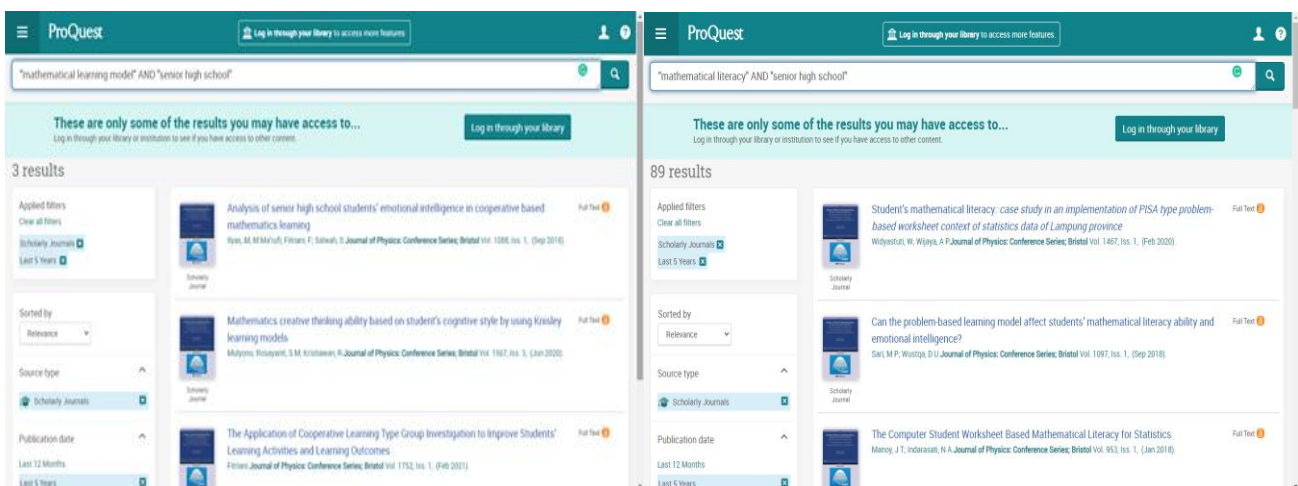 ProQuest
Log in through your library to access more features.
"mathematical learning model" AND "senior high school"
These are only some of the results you may have access to...
Log in through your library or institution to see if you have access to other content.
Log in through your library
3 results
Applied filters
Clear all filters
Scholarly Journals
Last 5 Years
Sorted by
Relevance
Source type
Scholarly Journals
Publication date
Last 12 Months
Last 5 Years
Analysis of senior high school students' emotional intelligence in cooperative based
mathematics learning
Journal of Physics: Conference Series; Bristol Vol. 1088, Iss. 1, (Sep 2018)
Full Text
Scholarly
Journal
Mathematics creative thinking ability based on student's cognitive style by using Knisley
learning models
Journal of Physics: Conference Series; Bristol Vol. 1567, Iss. 3, (Jun 2020)
Full Text
Scholarly
Journal
The Application of Cooperative Learning Type Group Investigation to Improve Students'
Learning Activities and Learning Outcomes
Journal of Physics: Conference Series; Bristol Vol 1752, Iss. 1, (Feb 2021)
Full Text
ProQuest
Log in through your library to access more features.
"mathematical literacy" AND "senior high school"
These are only some of the results you may have access to...
Log in through your library or institution to see if you have access to other content.
Log in through your library
89 results
Applied filters
Clear all filters
Scholarly Journals
Last 5 Years
Sorted by
Relevance
Source type
Scholarly Journals
Publication date
Last 12 Months
Last 5 Years
Student's mathematical literacy: case study in an implementation of PISA type problem-
based worksheet context of statistics data of Lampung province
Widyastuti, W; Wijaya, A P. Journal of Physics: Conference Series; Bristol Vol. 1467, Iss. 1, (Feb 2020).
Full Text
Scholarly
Journal
Can the problem-based learning model affect students' mathematical literacy ability and
emotional intelligence?
Sari, M P; Wustqa, D U. Journal of Physics: Conference Series; Bristol Vol. 1097, Iss. 1, (Sep 2018).
Full Text
Scholarly
Journal
The Computer Student Worksheet Based Mathematical Literacy for Statistics
Manoy, J T; Indarasati, N A. Journal of Physics: Conference Series; Bristol Vol. 953, Iss. 1, (Jan 2018).
Full Text